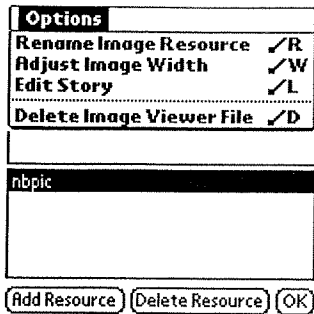 Options
Rename Image Resource ⁄R
Adjust Image Width ⁄W
Edit Story ⁄L
Delete Image Viewer File ⁄D
nbpic
Add Resource Delete Resource OK